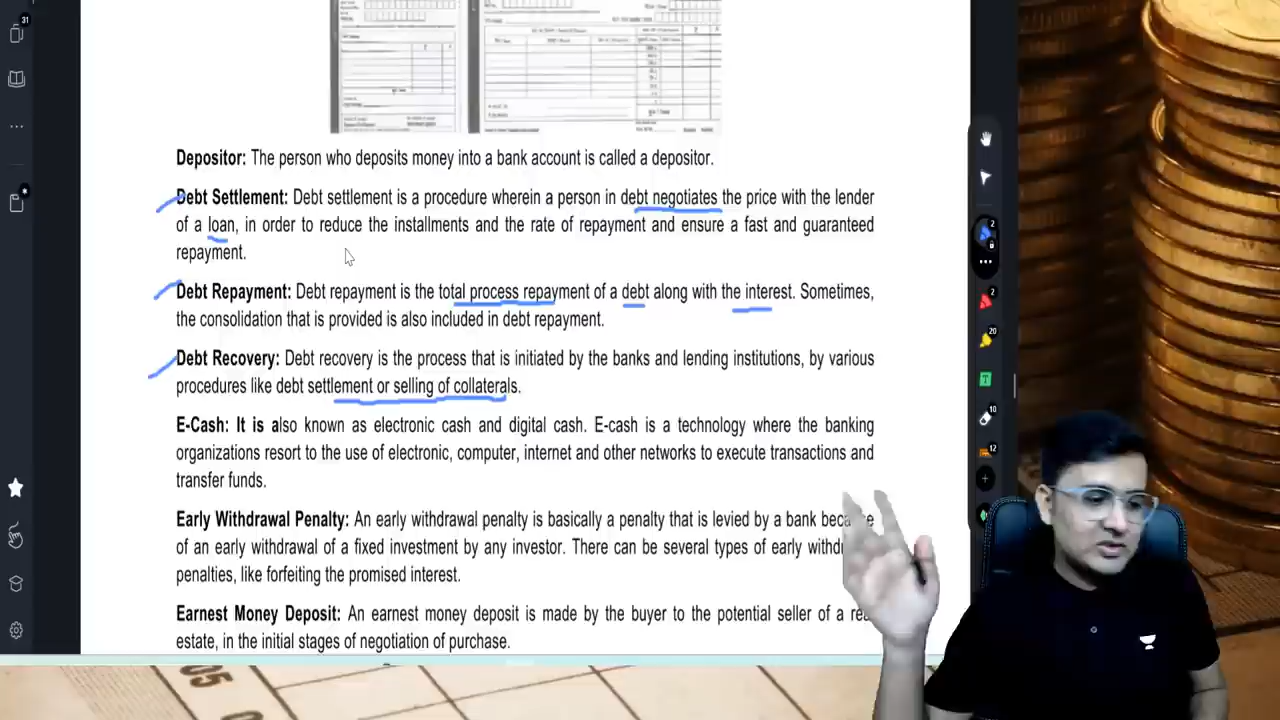 31
Depositor: The person who deposits money into a bank account is called a depositor.
Debt Settlement: Debt settlement is a procedure wherein a person in debt negotiates the price with the lender
of a loan, in order to reduce the installments and the rate of repayment and ensure a fast and guaranteed
repayment.
Debt Repayment: Debt repayment is the total process repayment of a debt along with the interest. Sometimes,
the consolidation that is provided is also included in debt repayment.
Debt Recovery: Debt recovery is the process that is initiated by the banks and lending institutions, by various
procedures like debt settlement or selling of collaterals.
E-Cash: It is also known as electronic cash and digital cash. E-cash is a technology where the banking
organizations resort to the use of electronic, computer, internet and other networks to execute transactions and
transfer funds.
Early Withdrawal Penalty: An early withdrawal penalty is basically a penalty that is levied by a bank
of an early withdrawal of a fixed investment by any investor. There can be several types of early
penalties, like forfeiting the promised interest.
Earnest Money Deposit: An earnest money deposit is made by the buyer to the potential seller of a
estate, in the initial stages of negotiation of purchase.
2
2
20
T
10
12
05